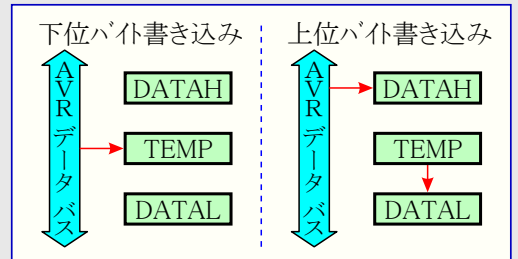 下位バイト書き込み
AVRデータ バス
DATAH
TEMP
DATAL
上位バイト書き込み
AVRデータ バス
DATAH
TEMP
DATAL